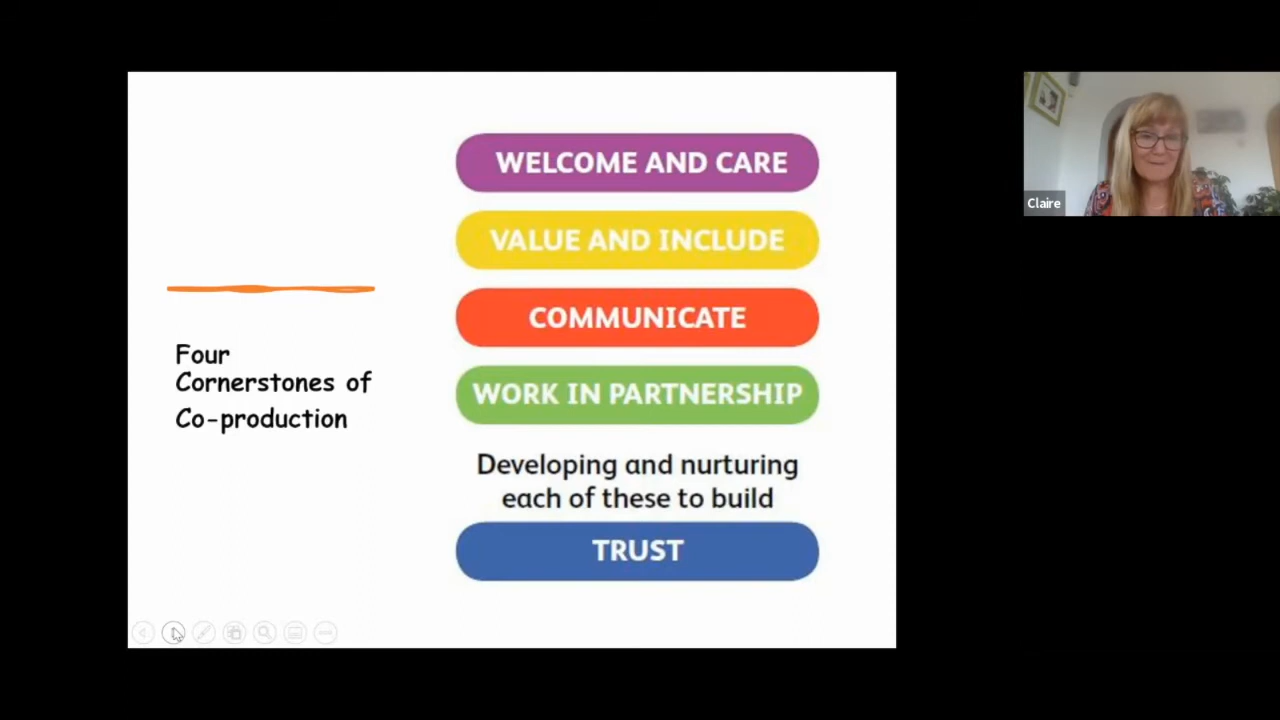 Four
Cornerstones of
Co-production
WELCOME AND CARE
VALUE AND INCLUDE
COMMUNICATE
WORK IN PARTNERSHIP
Developing and nurturing
each of these to build
TRUST
Claire